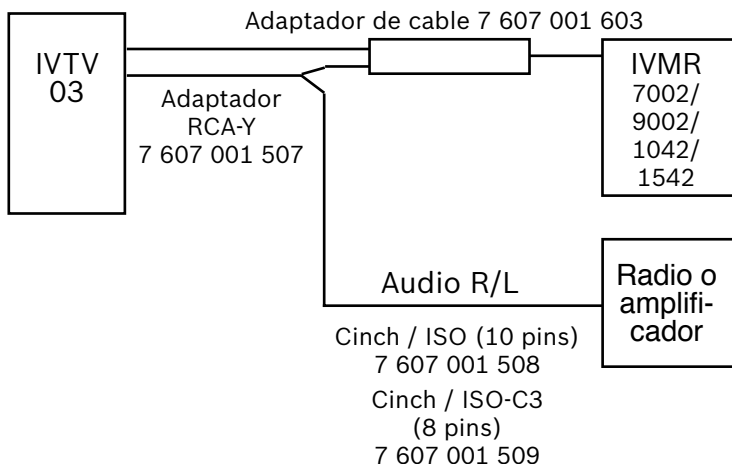 Adaptador de cable 7 607 001 603
IVTV
03
IVMR
7002/
9002/
1042/
1542
Adaptador
RCA-Y
7 607 001 507
Audio R/L
Radio o
amplifi-
cador
Cinch / ISO (10 pins)
7 607 001 508
Cinch / ISO-C3
(8 pins)
7 607 001 509